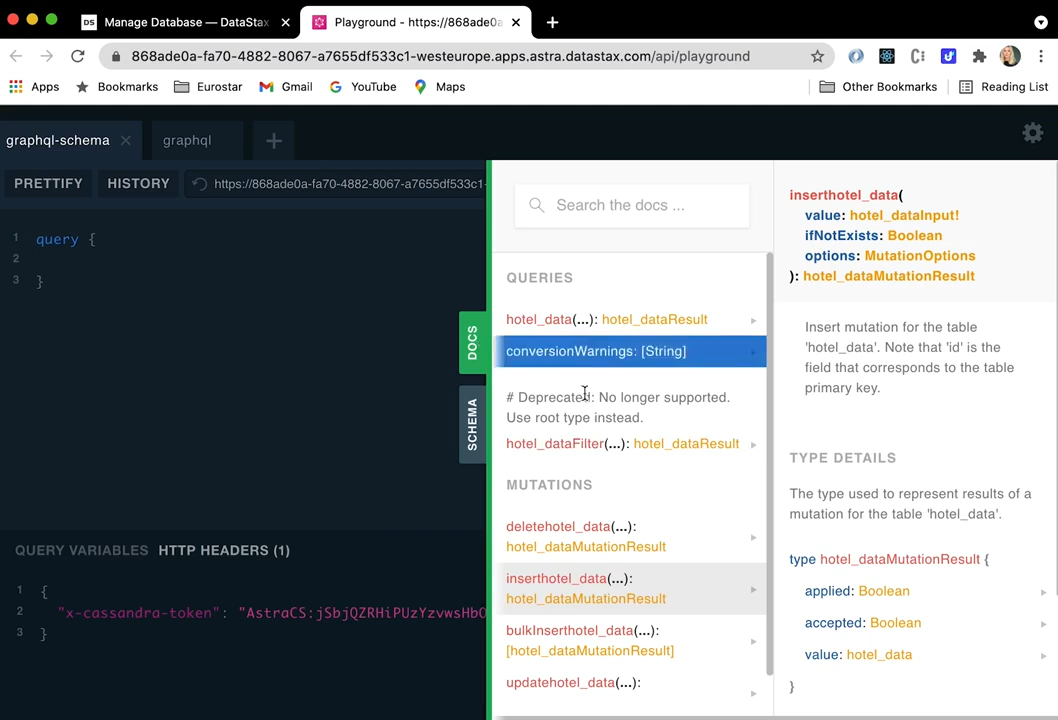 DS Manage Database — DataStax
Playground - https://868ade0a
868ade0a-fa70-4882-8067-a7655df533c1-westeurope.apps.astra.datastax.com/api/playground
Apps Bookmarks Eurostar Gmail YouTube Maps Other Bookmarks Reading List
graphql-schema graphql
PRETTIFY HISTORY https://868ade0a-fa70-4882-8067-a7655df533c1-
1 query {
2
3 }
DOCS
SCHEMA
QUERY VARIABLES HTTP HEADERS (1)
1 {
2 "x-cassandra-token": "AstraCS:jSbjQZRHiPUzYzvwsHbO
3 }
Search the docs ...
QUERIES
hotel_data(...): hotel_dataResult
conversionWarnings: [String]
# Deprecated: No longer supported.
Use root type instead.
hotel_dataFilter(...): hotel_dataResult
MUTATIONS
deletehotel_data(...):
hotel_dataMutationResult
inserthotel_data(...):
hotel_dataMutationResult
bulkInserthotel_data(...):
[hotel_dataMutationResult]
updatehotel_data(...):
inserthotel_data(
value: hotel_dataInput!
ifNotExists: Boolean
options: MutationOptions
): hotel_dataMutationResult
Insert mutation for the table
'hotel_data'. Note that 'id' is the
field that corresponds to the table
primary key.
TYPE DETAILS
The type used to represent results of a
mutation for the table 'hotel_data'.
type hotel_dataMutationResult {
applied: Boolean
accepted: Boolean
value: hotel_data
}